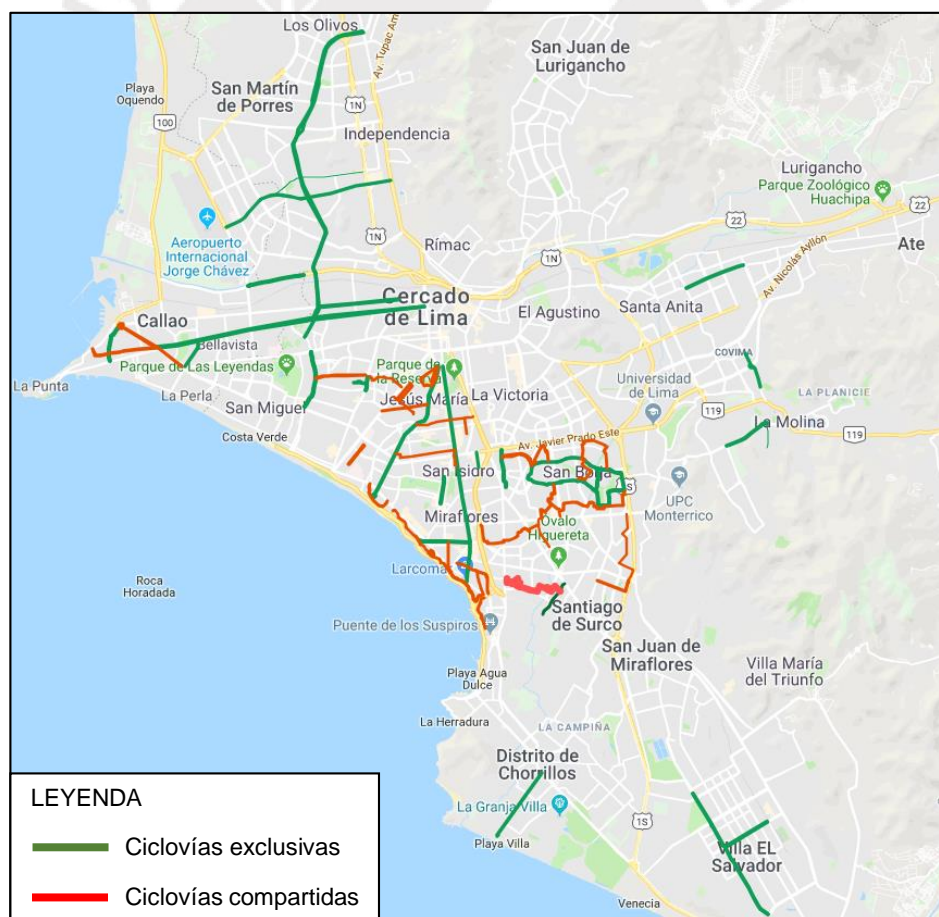 Los Olivos
San Juan de
Lurigancho
Av. Tupac Am
Playa
Oquendo
San Martín
de Porres
100
1N
Independencia
Lurigancho
Parque Zoológico
Huachipa
22
22
Aeropuerto
Internacional
Jorge Chávez
1N
Rímac
1N
Av. Nicolás Ayllón
Ate
Cercado
de Lima
El Agustino
Santa Anita
Callao
Bellavista
Parque de Las Leyendas
Parque de
la Reserva
COVIMA
La Punta
La Perla
Jesús María
La Victoria
Universidad
de Lima
LA PLANICIE
San Miguel
119
La Molina
119
Costa Verde
Av. Javier Prado Este
San Isidro
San Borja
S
UPC
Monterrico
Miraflores
Ovalo
Higuereta
Larcomar
Roca
Horadada
Puente de los Suspiros
Santiago
de Surco
San Juan de
Miraflores
Villa María
del Triunfo
Playa Agua
Dulce
La Herradura
LA CAMPIÑA
Distrito de
Chorrillos
La Granja Villa
1S
Playa Villa
Villa EL
Salvador
Venecia
LEYENDA
Ciclovías exclusivas
Ciclovías compartidas